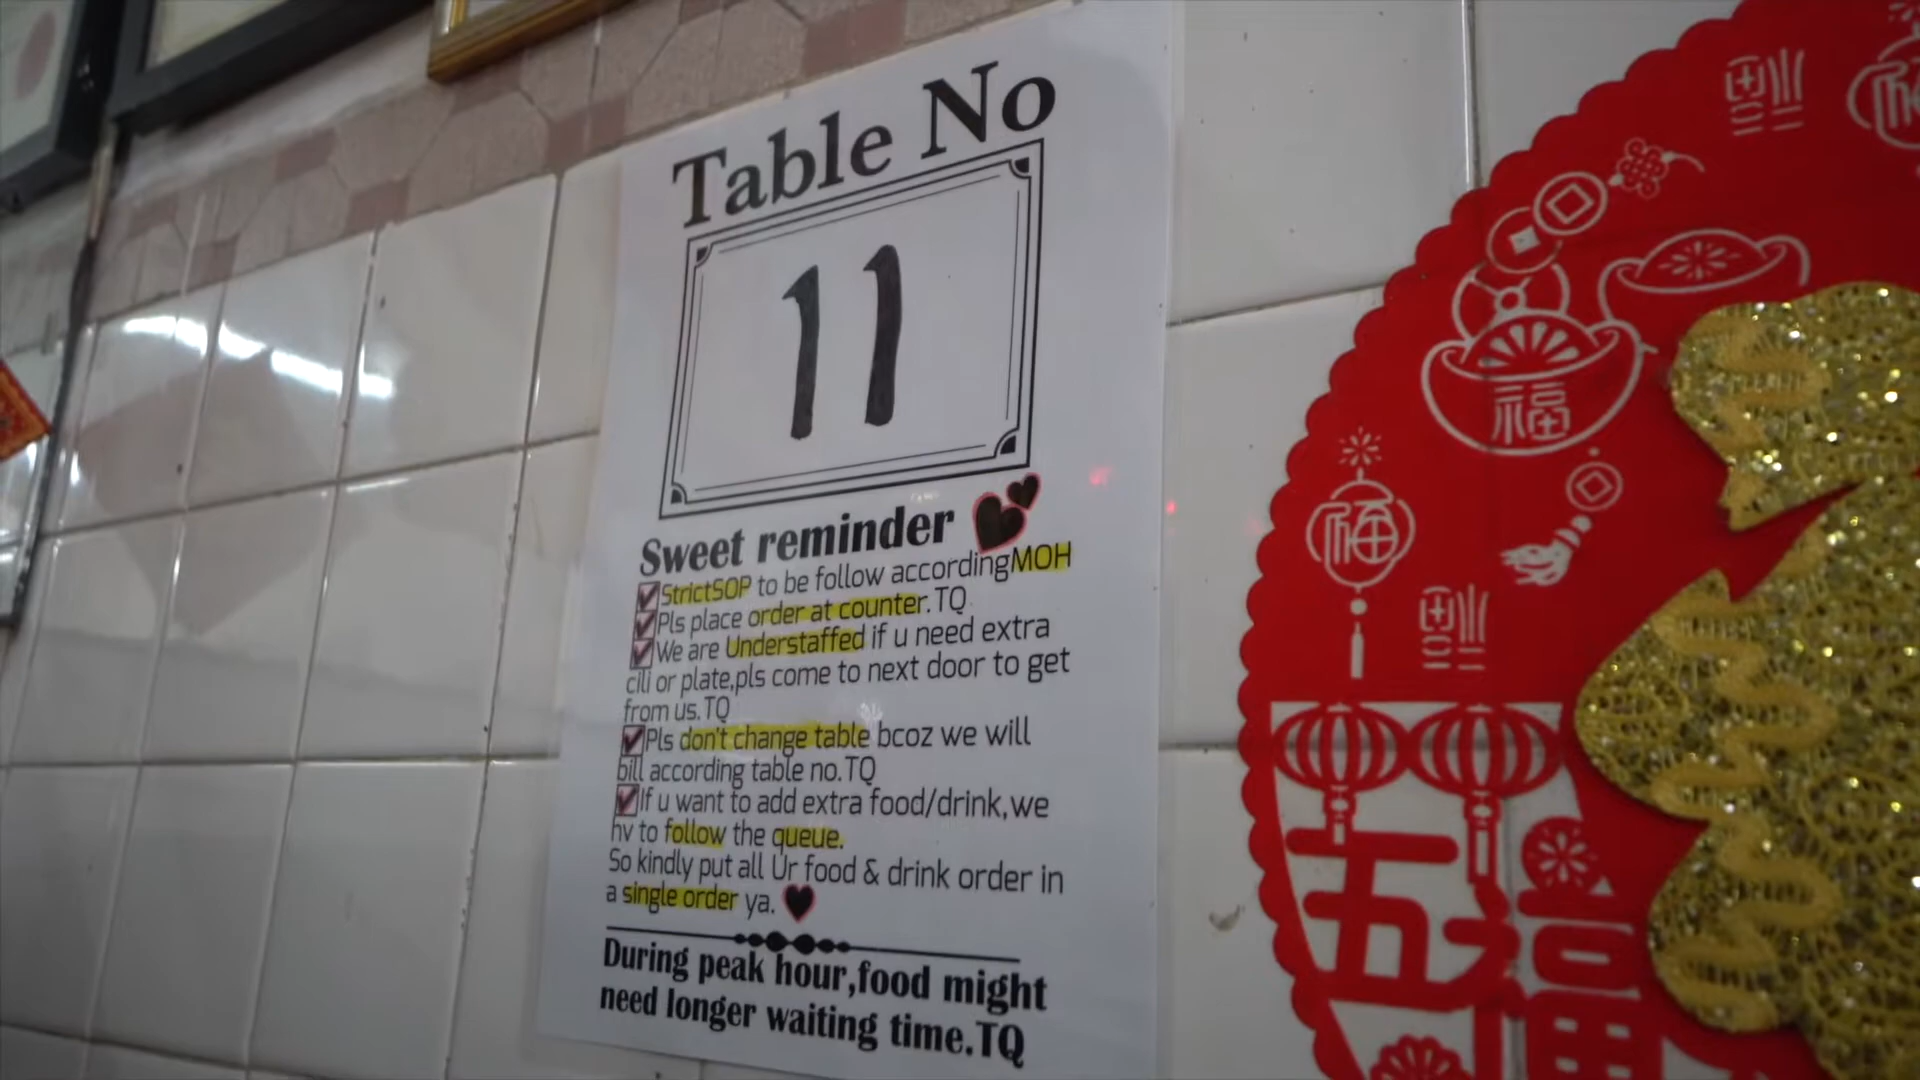 Table No
11
Sweet reminder
StrictSOP to be follow accordingMOH
Pls place order at counter.TQ
We are Understaffed if u need extra
cili or plate,pls come to next door to get
from us.TQ
Pls don't change table bcoz we will
bill according table no.TQ
If u want to add extra food/drink,we
hv to follow the queue.
So kindly put all Ur food & drink order in
a single order ya.
During peak hour,food might
need longer waiting time.TQ
福
福
五福